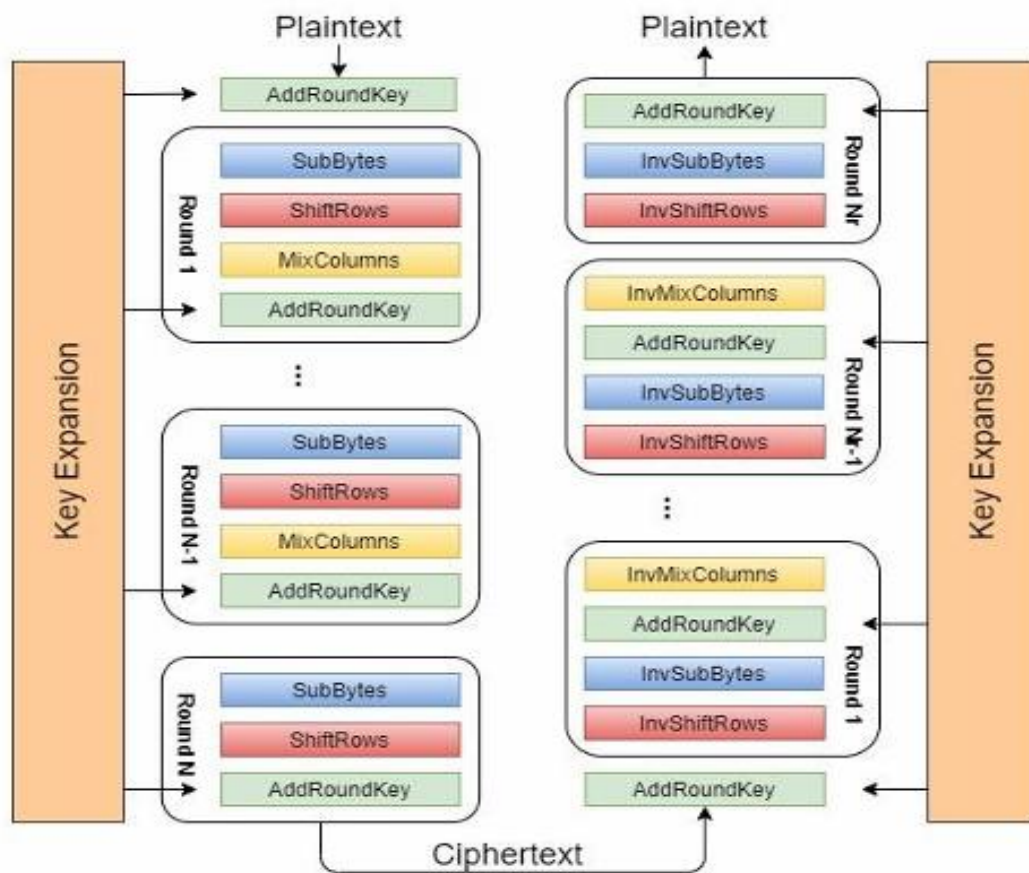 Plaintext
Key Expansion
AddRoundKey
Round 1
SubBytes
ShiftRows
MixColumns
AddRoundKey
...
Round N-1
SubBytes
ShiftRows
MixColumns
AddRoundKey
Round N
SubBytes
ShiftRows
AddRoundKey
Ciphertext
Plaintext
AddRoundKey
InvSubBytes
InvShiftRows
Round Nr
InvMixColumns
AddRoundKey
InvSubBytes
InvShiftRows
Round Nr-1
...
InvMixColumns
AddRoundKey
InvSubBytes
InvShiftRows
Round 1
AddRoundKey
Key Expansion